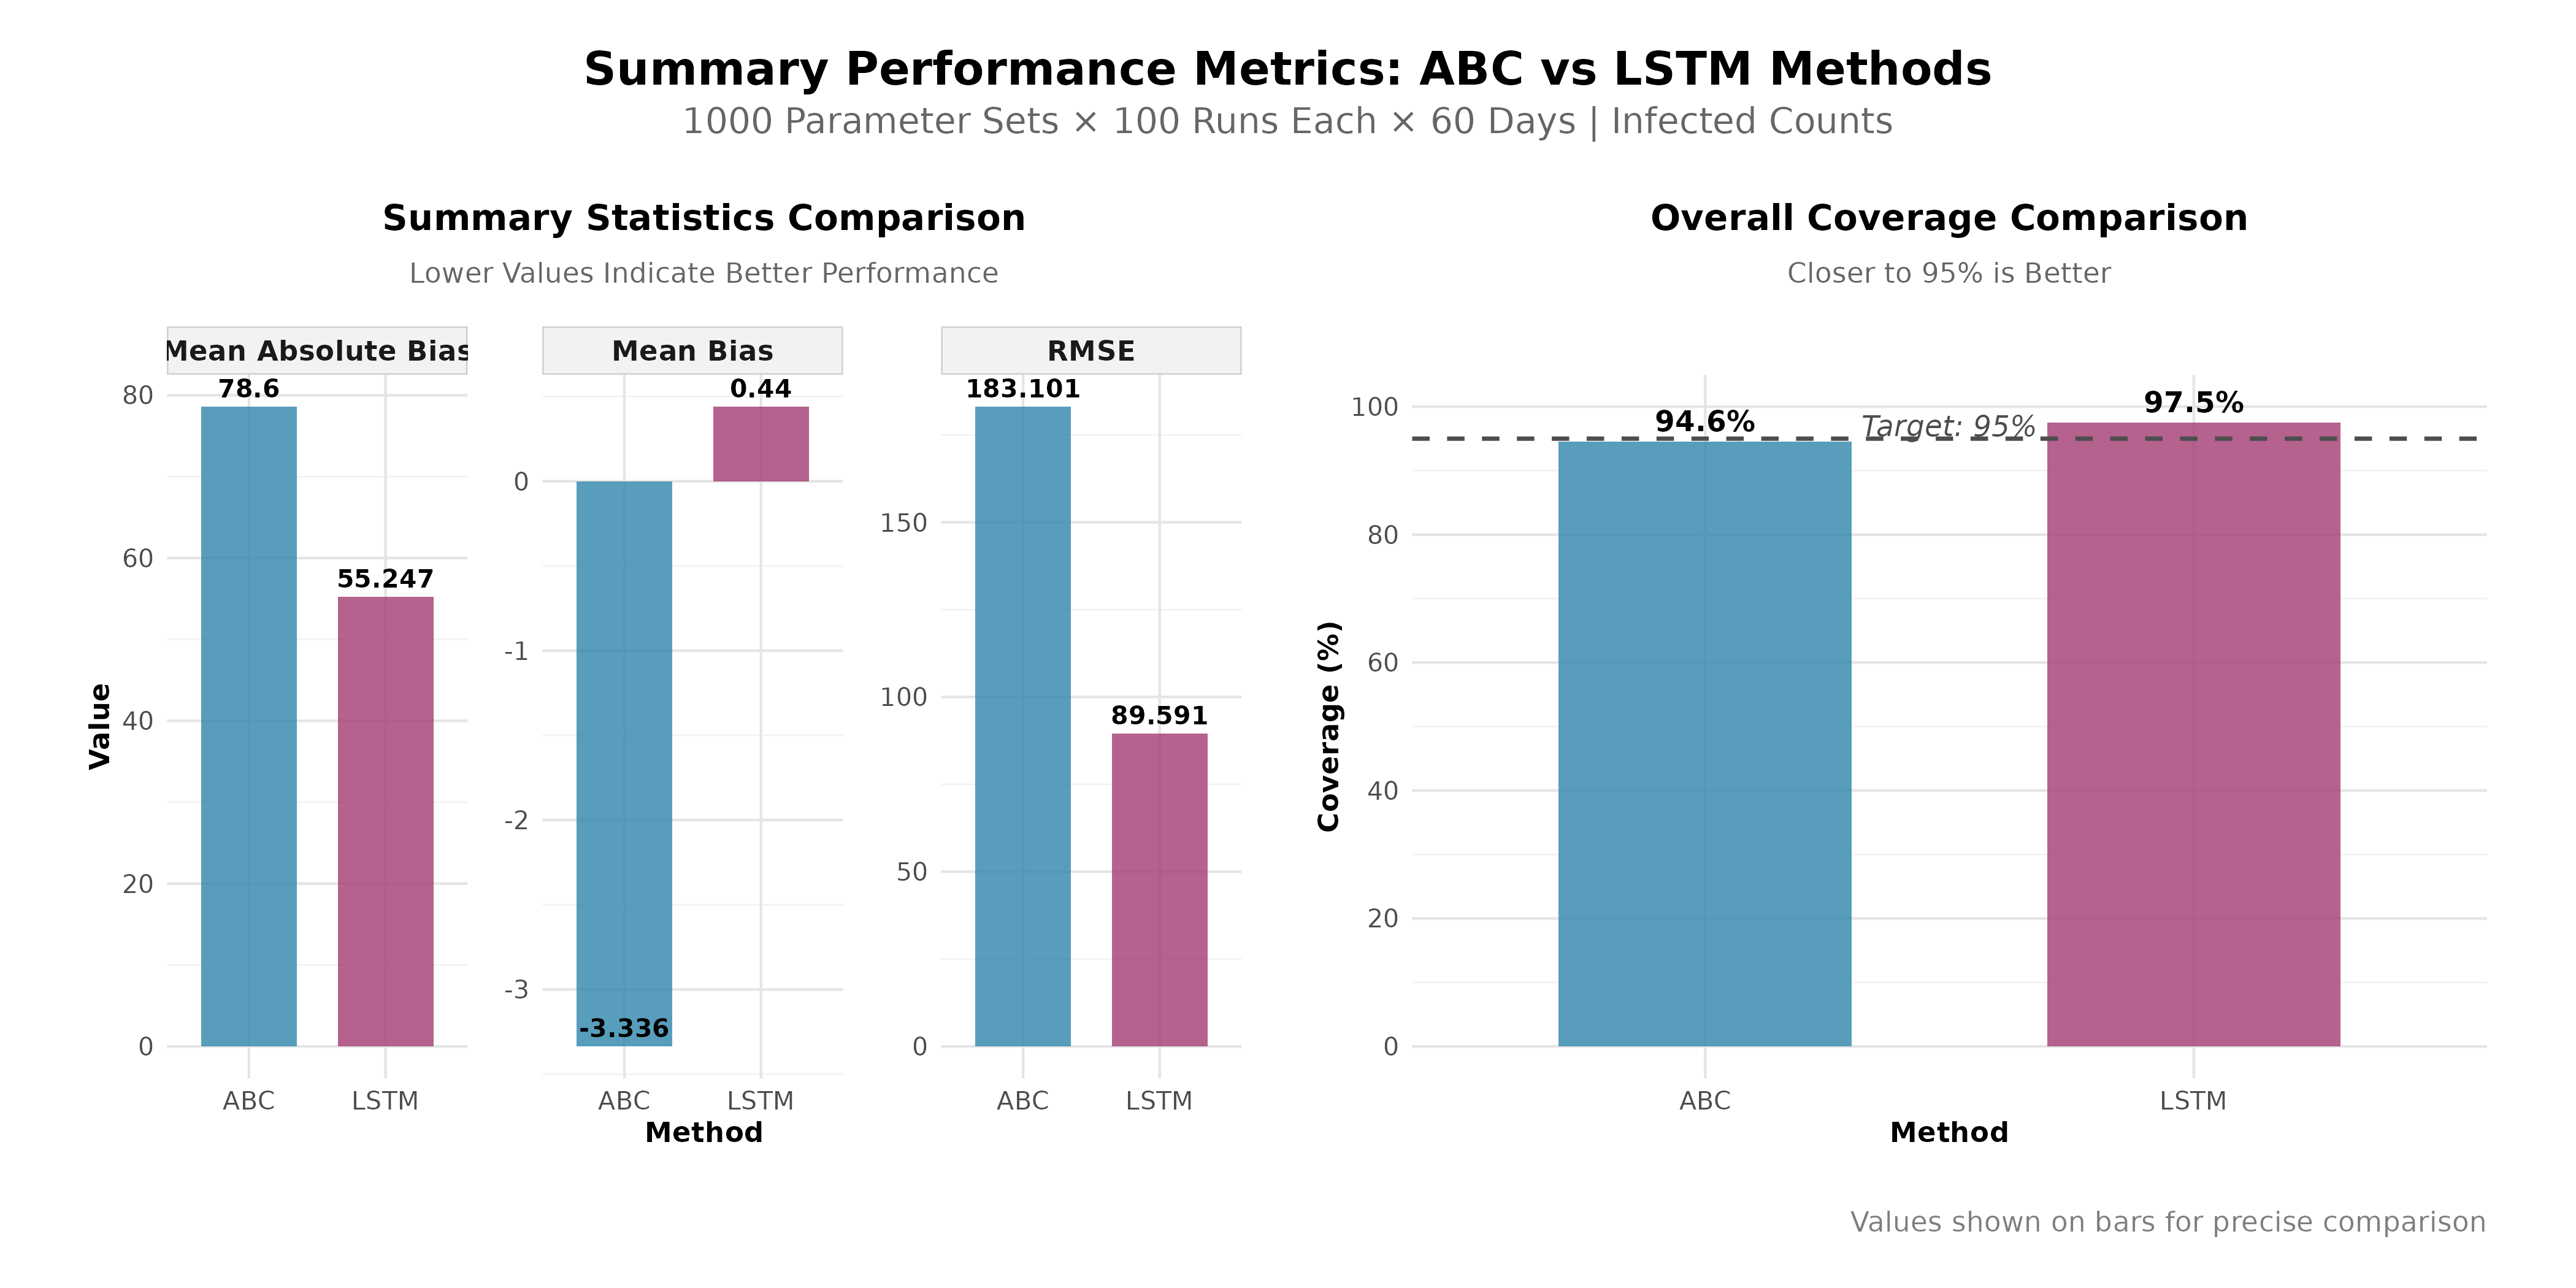 Summary Performance Metrics: ABC vs LSTM Methods
1000 Parameter Sets × 100 Runs Each × 60 Days | Infected Counts
Summary Statistics Comparison
Lower Values Indicate Better Performance
Mean Absolute Bias
Mean Bias
RMSE
Value
80
60
40
20
0
78.6
55.247
ABC
LSTM
0
-1
-2
-3
0.44
-3.336
ABC
LSTM
150
100
50
0
183.101
89.591
ABC
LSTM
Method
Overall Coverage Comparison
Closer to 95% is Better
Coverage (%)
100
80
60
40
20
0
94.6%
Target: 95%
97.5%
ABC
LSTM
Method
Values shown on bars for precise comparison